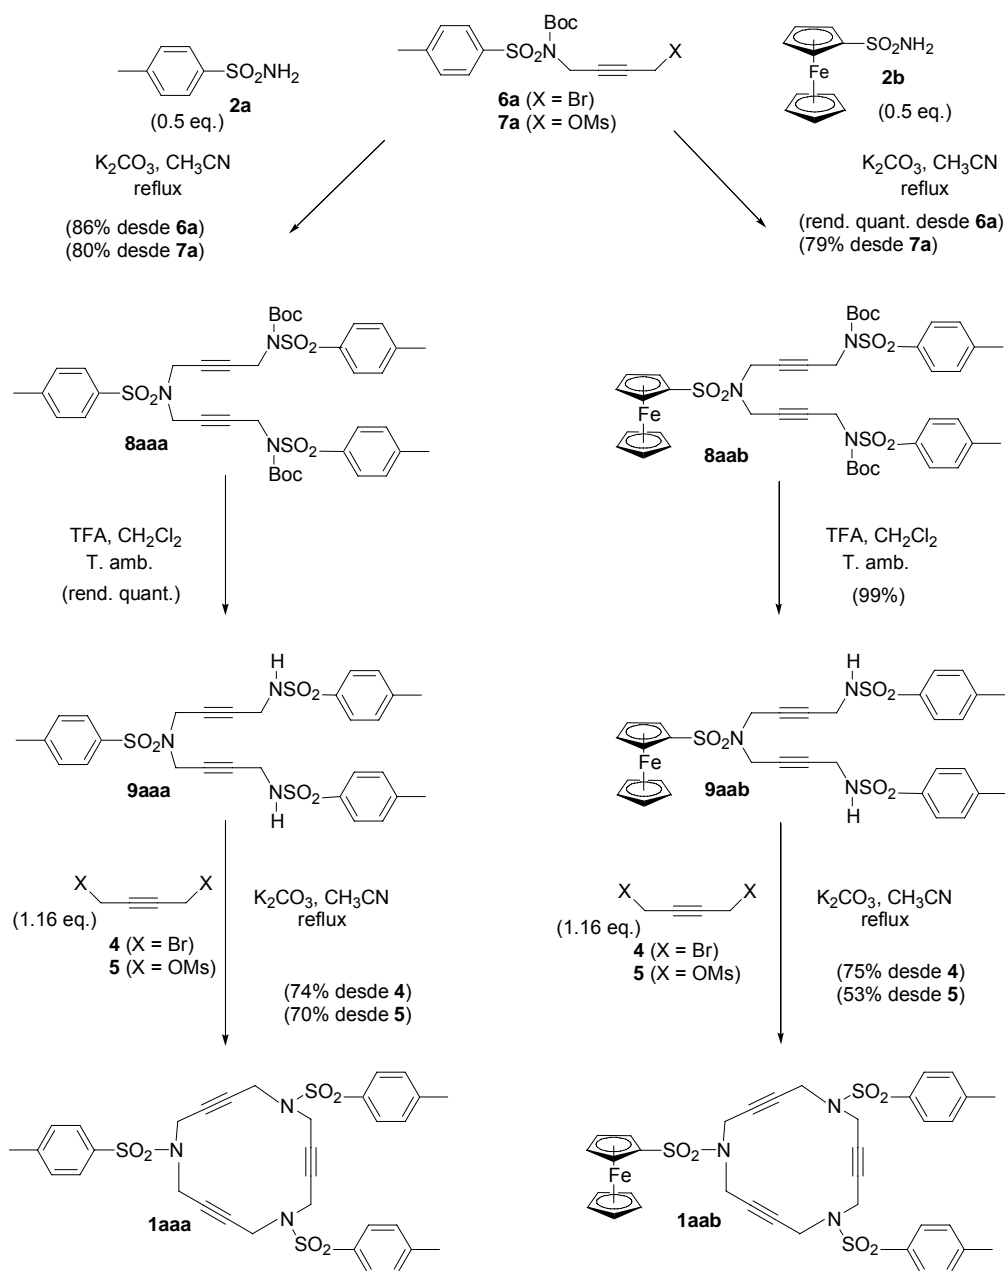 Boc
SO2N
X
SO2NH2
2a
(0.5 eq.)
6a (X = Br)
7a (X = OMs)
SO2NH2
Fe
2b
(0.5 eq.)
K2CO3, CH3CN
reflux
(86% desde 6a)
(80% desde 7a)
K2CO3, CH3CN
reflux
(rend. quant. desde 6a)
(79% desde 7a)
Boc
NSO2
SO2N
NSO2
Boc
8aaa
Boc
NSO2
SO2N
Fe
NSO2
Boc
8aab
TFA, CH2Cl2
T. amb.
(rend. quant.)
TFA, CH2Cl2
T. amb.
(99%)
H
NSO2
SO2N
NSO2
H
9aaa
H
NSO2
SO2N
Fe
NSO2
H
9aab
X X
(1.16 eq.)
4 (X = Br)
5 (X = OMs)
K2CO3, CH3CN
reflux
(74% desde 4)
(70% desde 5)
X X
(1.16 eq.)
4 (X = Br)
5 (X = OMs)
K2CO3, CH3CN
reflux
(75% desde 4)
(53% desde 5)
N SO2
SO2 N
N
SO2
1aaa
N SO2
SO2 N
Fe
N
SO2
1aab